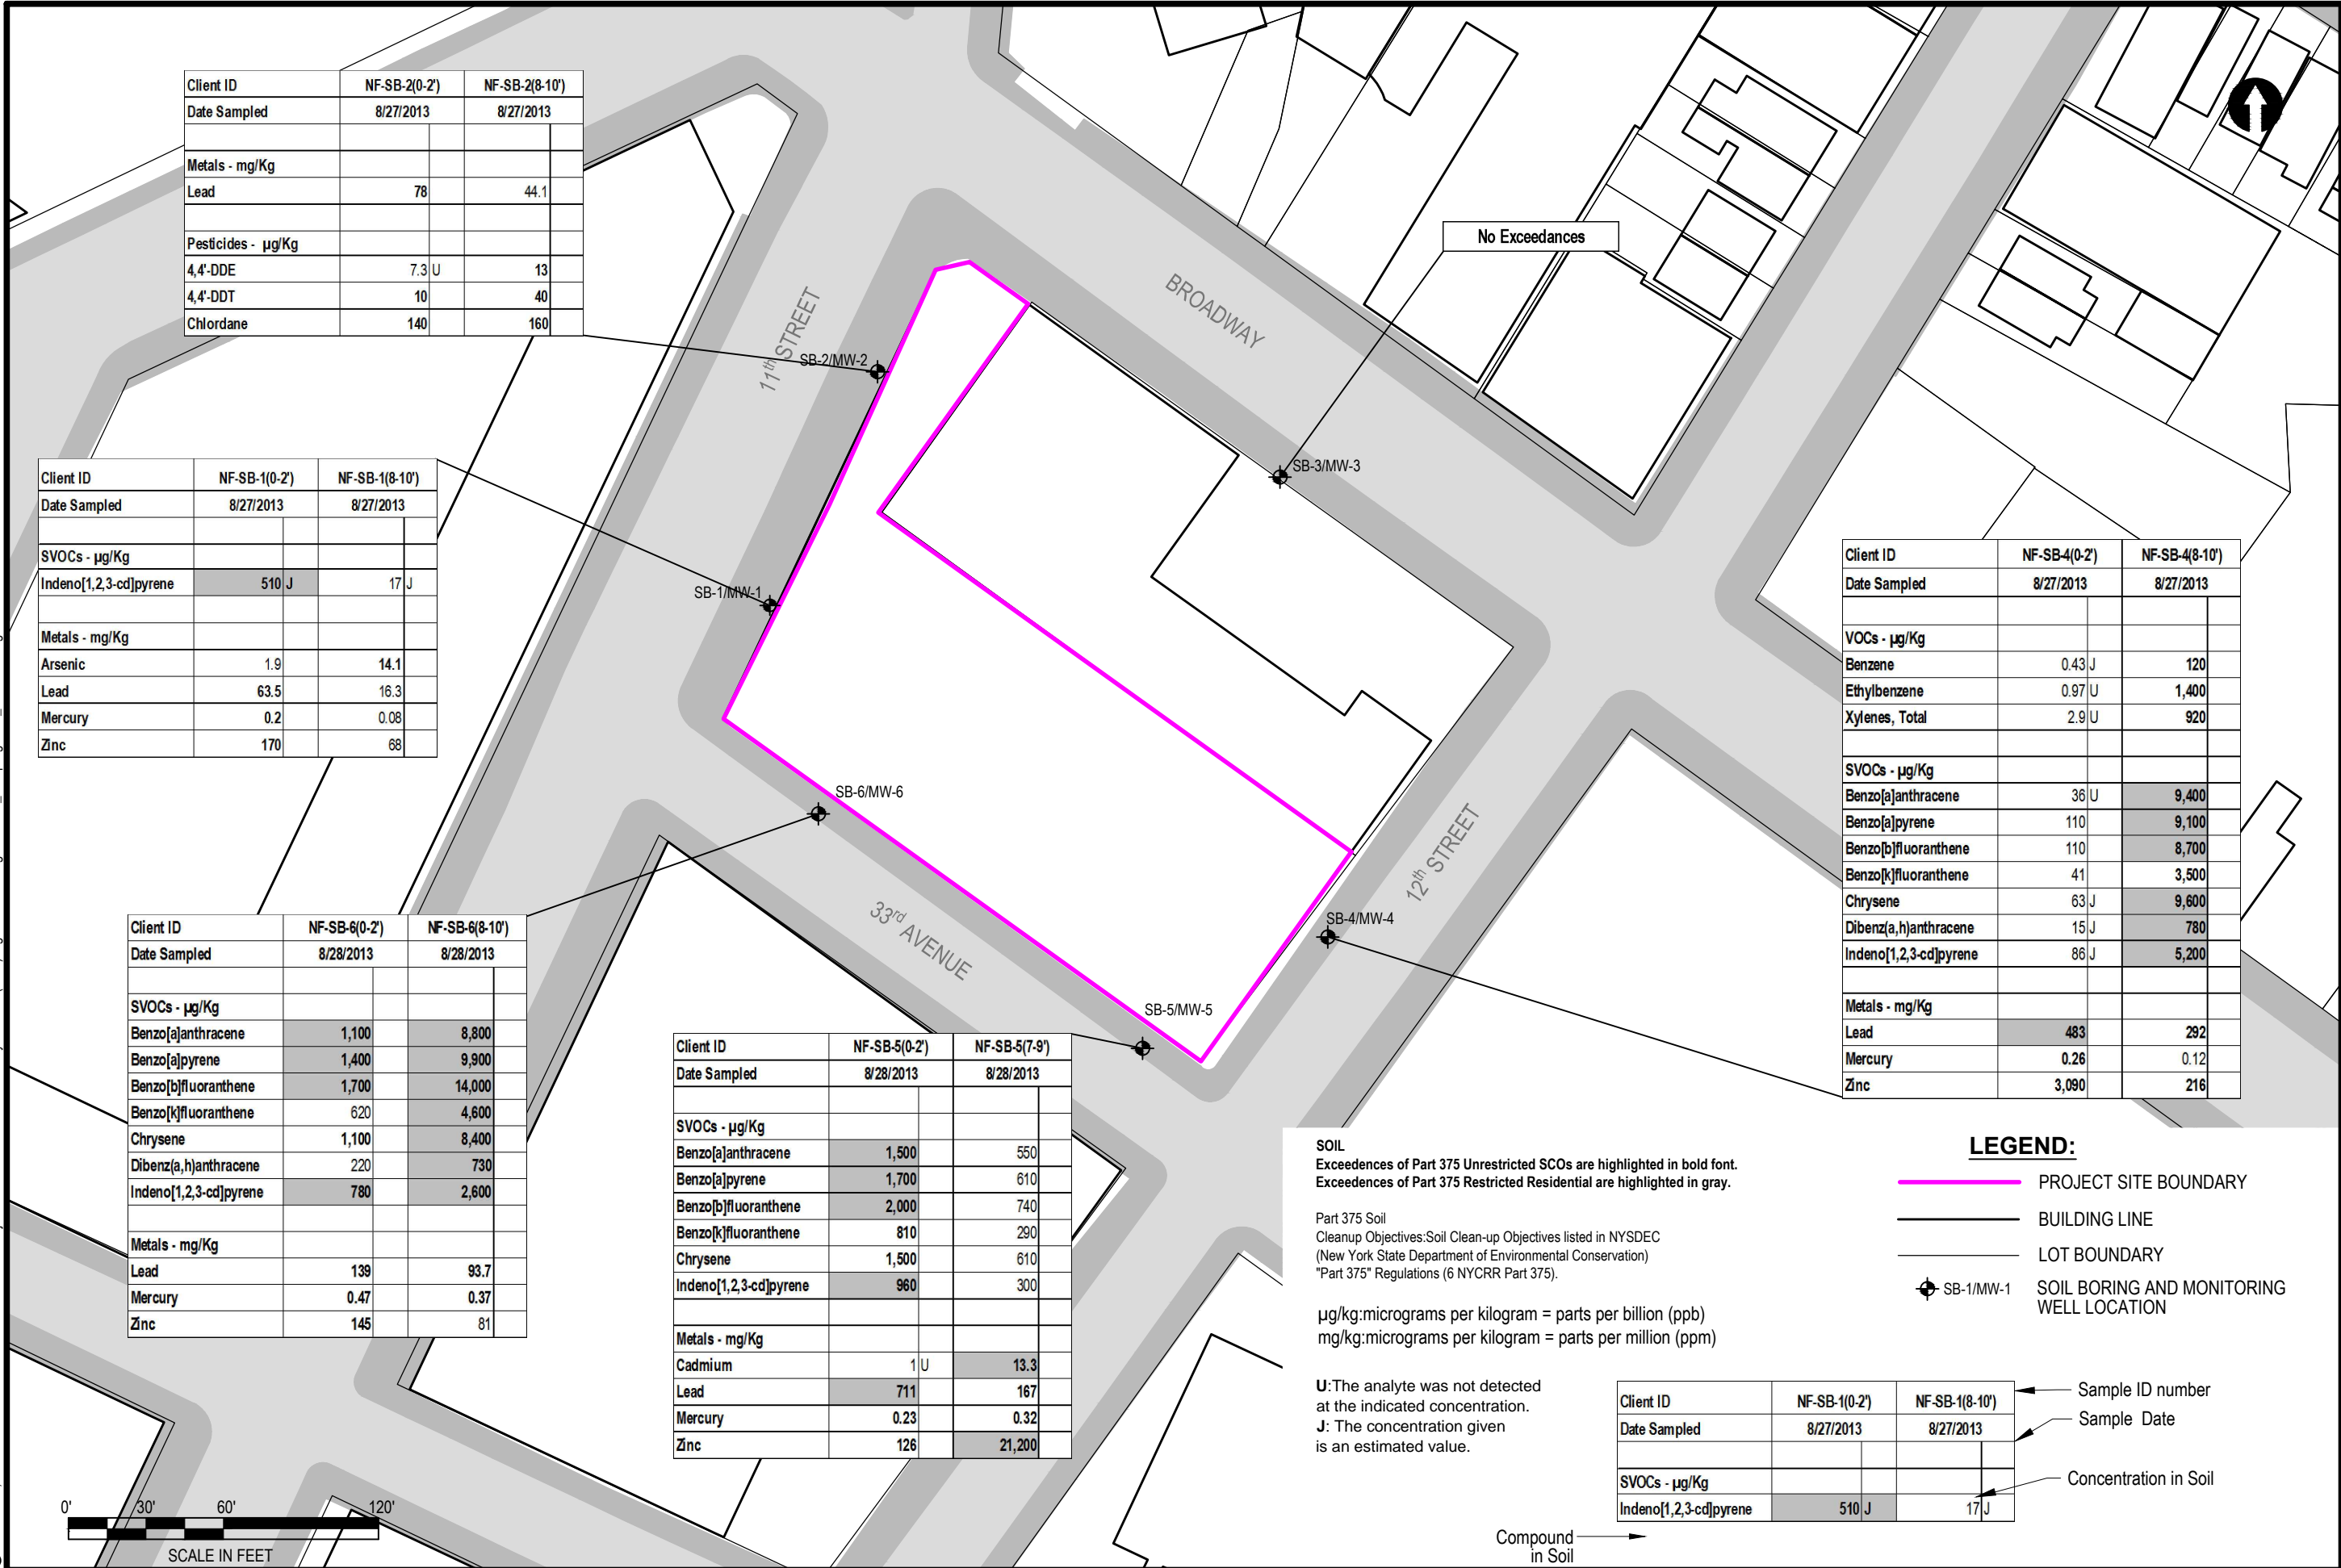 Client ID NF-SB-2(0-2') NF-SB-2(8-10')
Date Sampled 8/27/2013 8/27/2013
Metals - mg/Kg
Lead 78 44.1
Pesticides - µg/Kg
4,4'-DDE 7.3 U 13
4,4'-DDT 10 40
Chlordane 140 160
No Exceedances
BROADWAY
11th STREET
SB-2/MW-2
SB-3/MW-3
Client ID NF-SB-1(0-2') NF-SB-1(8-10')
Date Sampled 8/27/2013 8/27/2013
SVOCs - µg/Kg
Indeno[1,2,3-cd]pyrene 510 J 17 J
Metals - mg/Kg
Arsenic 1.9 14.1
Lead 63.5 16.3
Mercury 0.2 0.08
Zinc 170 68
SB-1/MW-1
Client ID NF-SB-4(0-2') NF-SB-4(8-10')
Date Sampled 8/27/2013 8/27/2013
VOCs - µg/Kg
Benzene 0.43 J 120
Ethylbenzene 0.97 U 1,400
Xylenes, Total 2.9 U 920
SVOCs - µg/Kg
Benzo[a]anthracene 36 U 9,400
Benzo[a]pyrene 110 9,100
Benzo[b]fluoranthene 110 8,700
Benzo[k]fluoranthene 41 3,500
Chrysene 63 J 9,600
Dibenz(a,h)anthracene 15 J 780
Indeno[1,2,3-cd]pyrene 86 J 5,200
Metals - mg/Kg
Lead 483 292
Mercury 0.26 0.12
Zinc 3,090 216
SB-6/MW-6
12th STREET
33rd AVENUE
SB-4/MW-4
SB-5/MW-5
Client ID NF-SB-6(0-2') NF-SB-6(8-10')
Date Sampled 8/28/2013 8/28/2013
SVOCs - µg/Kg
Benzo[a]anthracene 1,100 8,800
Benzo[a]pyrene 1,400 9,900
Benzo[b]fluoranthene 1,700 14,000
Benzo[k]fluoranthene 620 4,600
Chrysene 1,100 8,400
Dibenz(a,h)anthracene 220 730
Indeno[1,2,3-cd]pyrene 780 2,600
Metals - mg/Kg
Lead 139 93.7
Mercury 0.47 0.37
Zinc 145 81
Client ID NF-SB-5(0-2') NF-SB-5(7-9')
Date Sampled 8/28/2013 8/28/2013
SVOCs - µg/Kg
Benzo[a]anthracene 1,500 550
Benzo[a]pyrene 1,700 610
Benzo[b]fluoranthene 2,000 740
Benzo[k]fluoranthene 810 290
Chrysene 1,500 610
Indeno[1,2,3-cd]pyrene 960 300
Metals - mg/Kg
Cadmium 1 U 13.3
Lead 711 167
Mercury 0.23 0.32
Zinc 126 21,200
SOIL
Exceedences of Part 375 Unrestricted SCOs are highlighted in bold font.
Exceedences of Part 375 Restricted Residential are highlighted in gray.
Part 375 Soil
Cleanup Objectives:Soil Clean-up Objectives listed in NYSDEC
(New York State Department of Environmental Conservation)
"Part 375" Regulations (6 NYCRR Part 375).
µg/kg:micrograms per kilogram = parts per billion (ppb)
mg/kg:micrograms per kilogram = parts per million (ppm)
U:The analyte was not detected
at the indicated concentration.
J: The concentration given
is an estimated value.
LEGEND:
PROJECT SITE BOUNDARY
BUILDING LINE
LOT BOUNDARY
SB-1/MW-1 SOIL BORING AND MONITORING
WELL LOCATION
Client ID NF-SB-1(0-2') NF-SB-1(8-10')
Date Sampled 8/27/2013 8/27/2013
SVOCs - µg/Kg
Indeno[1,2,3-cd]pyrene 510 J 17 J
Sample ID number
Sample Date
Concentration in Soil
Compound
in Soil
0' 30' 60' 120'
SCALE IN FEET